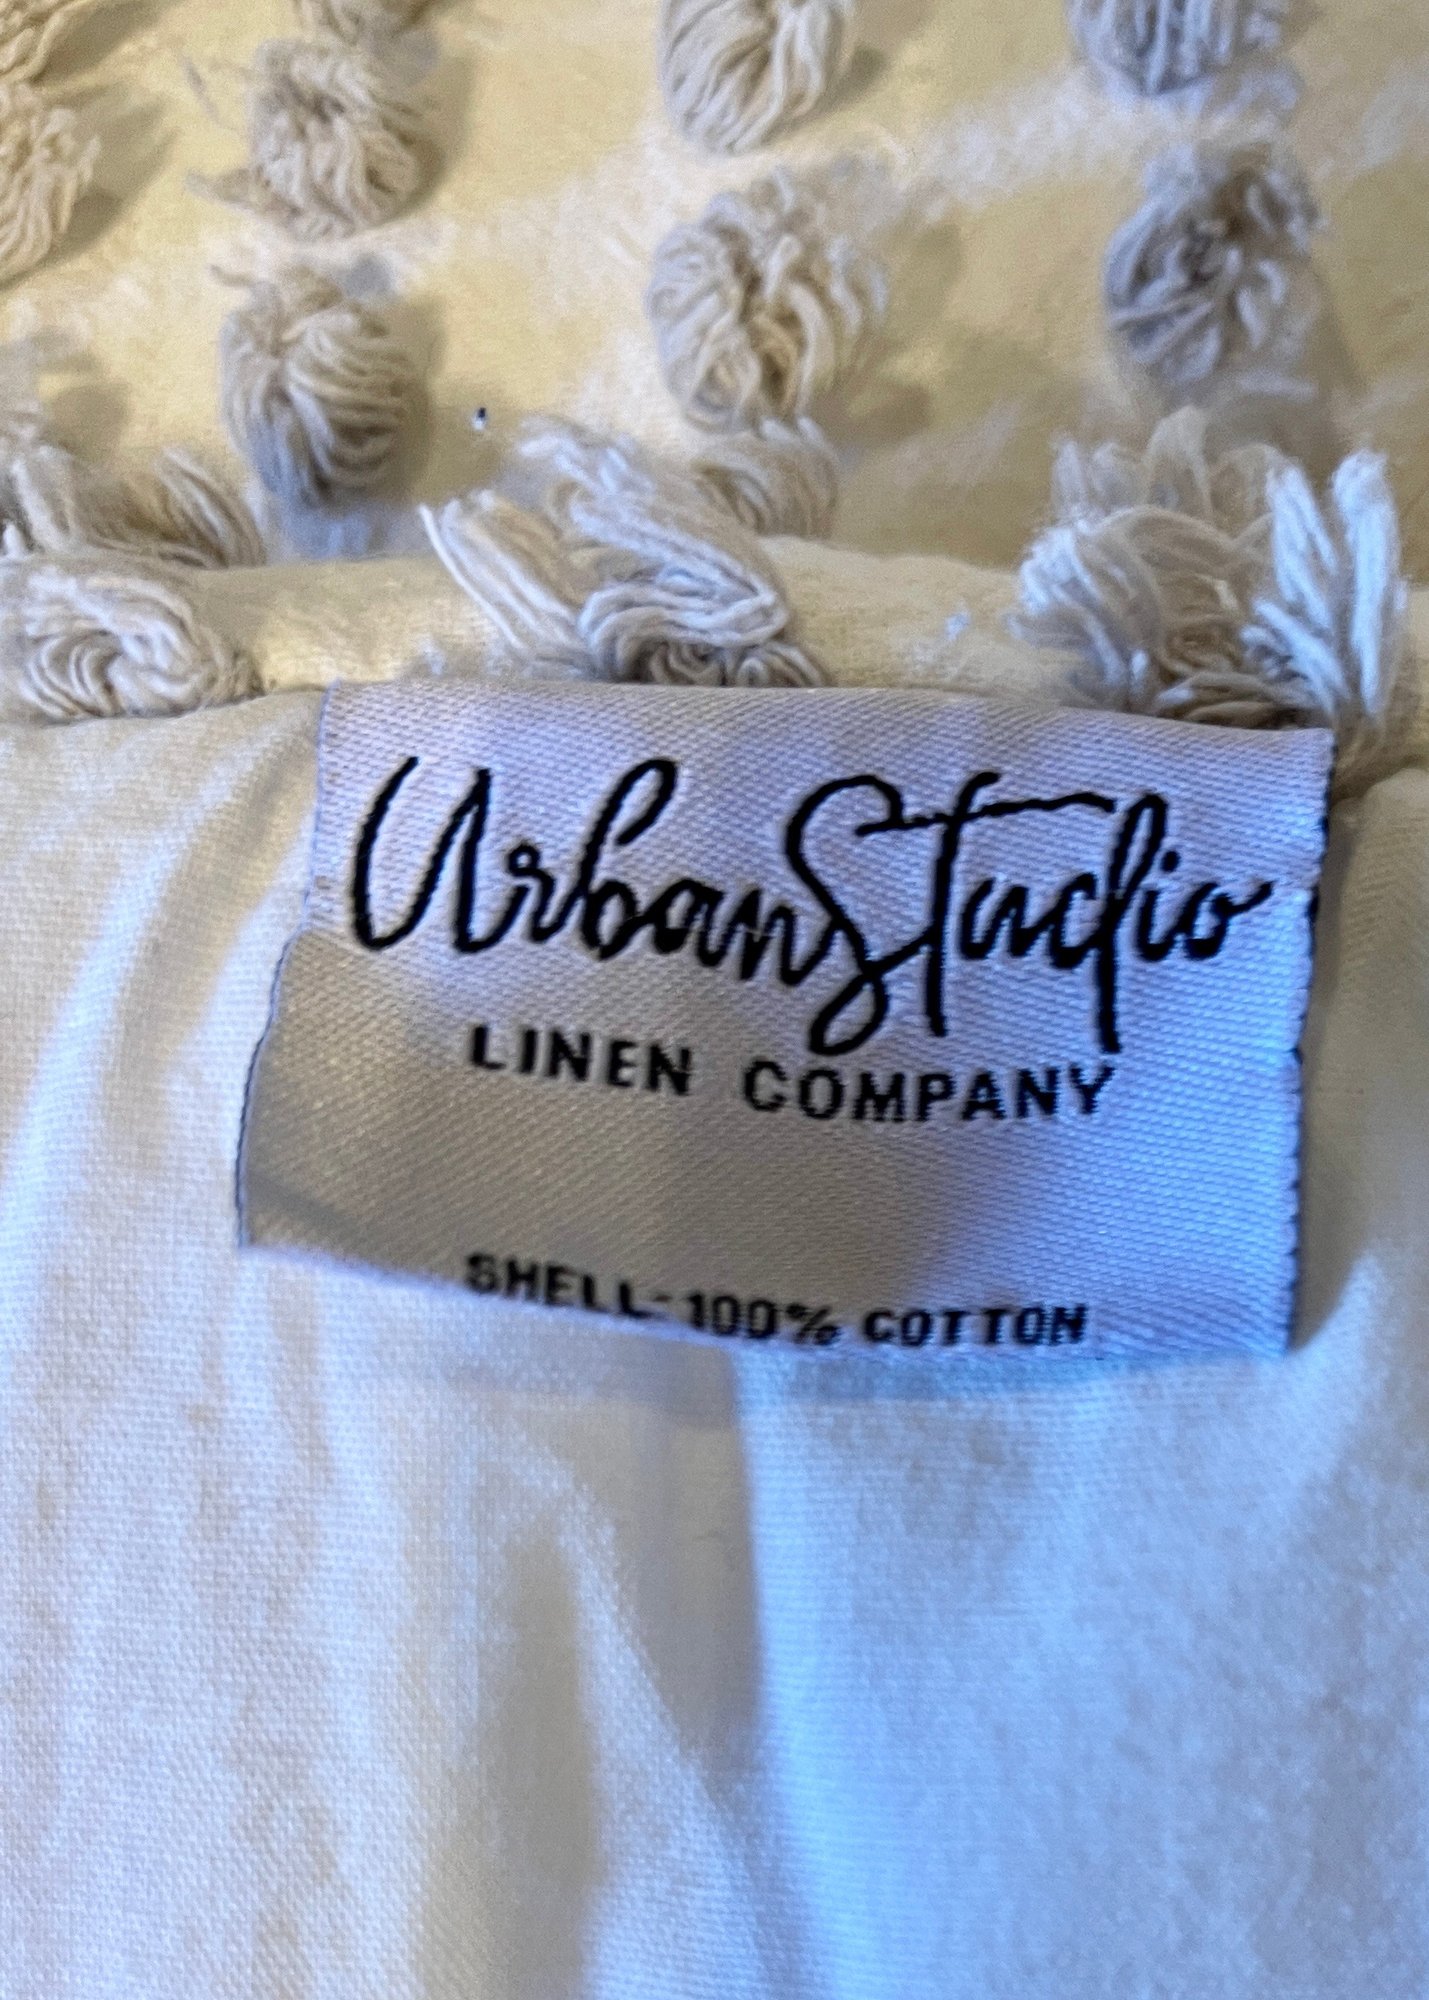 UrbanStudio
LINEN COMPANY
SHELL: 100% COTTON